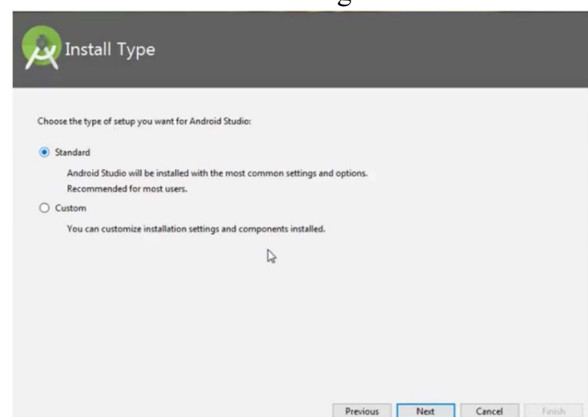 Install Type
Choose the type of setup you want for Android Studio:
Standard
Android Studio will be installed with the most common settings and options.
Recommended for most users.
Custom
You can customize installation settings and components installed.
Previous Next Cancel Finish